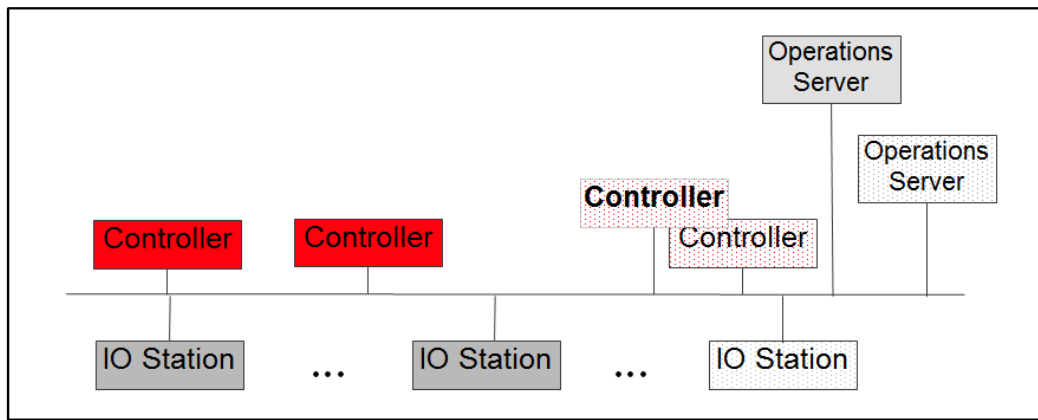 Operations
Server
Operations
Server
Controller
Controller
Controller
Controller
IO Station
...
IO Station
...
IO Station